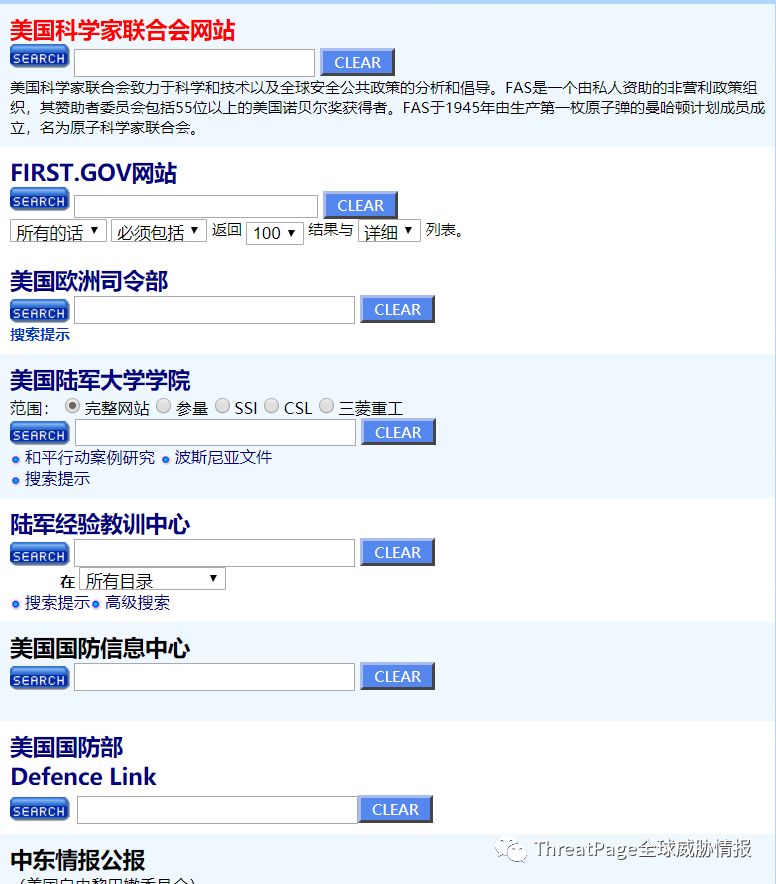 美国科学家联合会网站
SEARCH CLEAR
美国科学家联合会致力于科学和技术以及全球安全公共政策的分析和倡导。FAS是一个由私人资助的非营利政策组
织，其赞助者委员会包括55位以上的美国诺贝尔奖获得者。FAS于1945年由生产第一枚原子弹的曼哈顿计划成员成
立，名为原子科学家联合会。
FIRST.GOV网站
SEARCH CLEAR
所有的话 必须包括 返回 100 结果与 详细 列表。
美国欧洲司令部
SEARCH CLEAR
搜索提示
美国陆军大学学院
范围： 完整网站 参量 SSI CSL 三菱重工
SEARCH CLEAR
和平行动案例研究 波斯尼亚文件
搜索提示
陆军经验教训中心
SEARCH CLEAR
在 所有目录
搜索提示 高级搜索
美国国防信息中心
SEARCH CLEAR
美国国防部
Defence Link
SEARCH CLEAR
中东情报公报
ThreatPage全球威胁情报